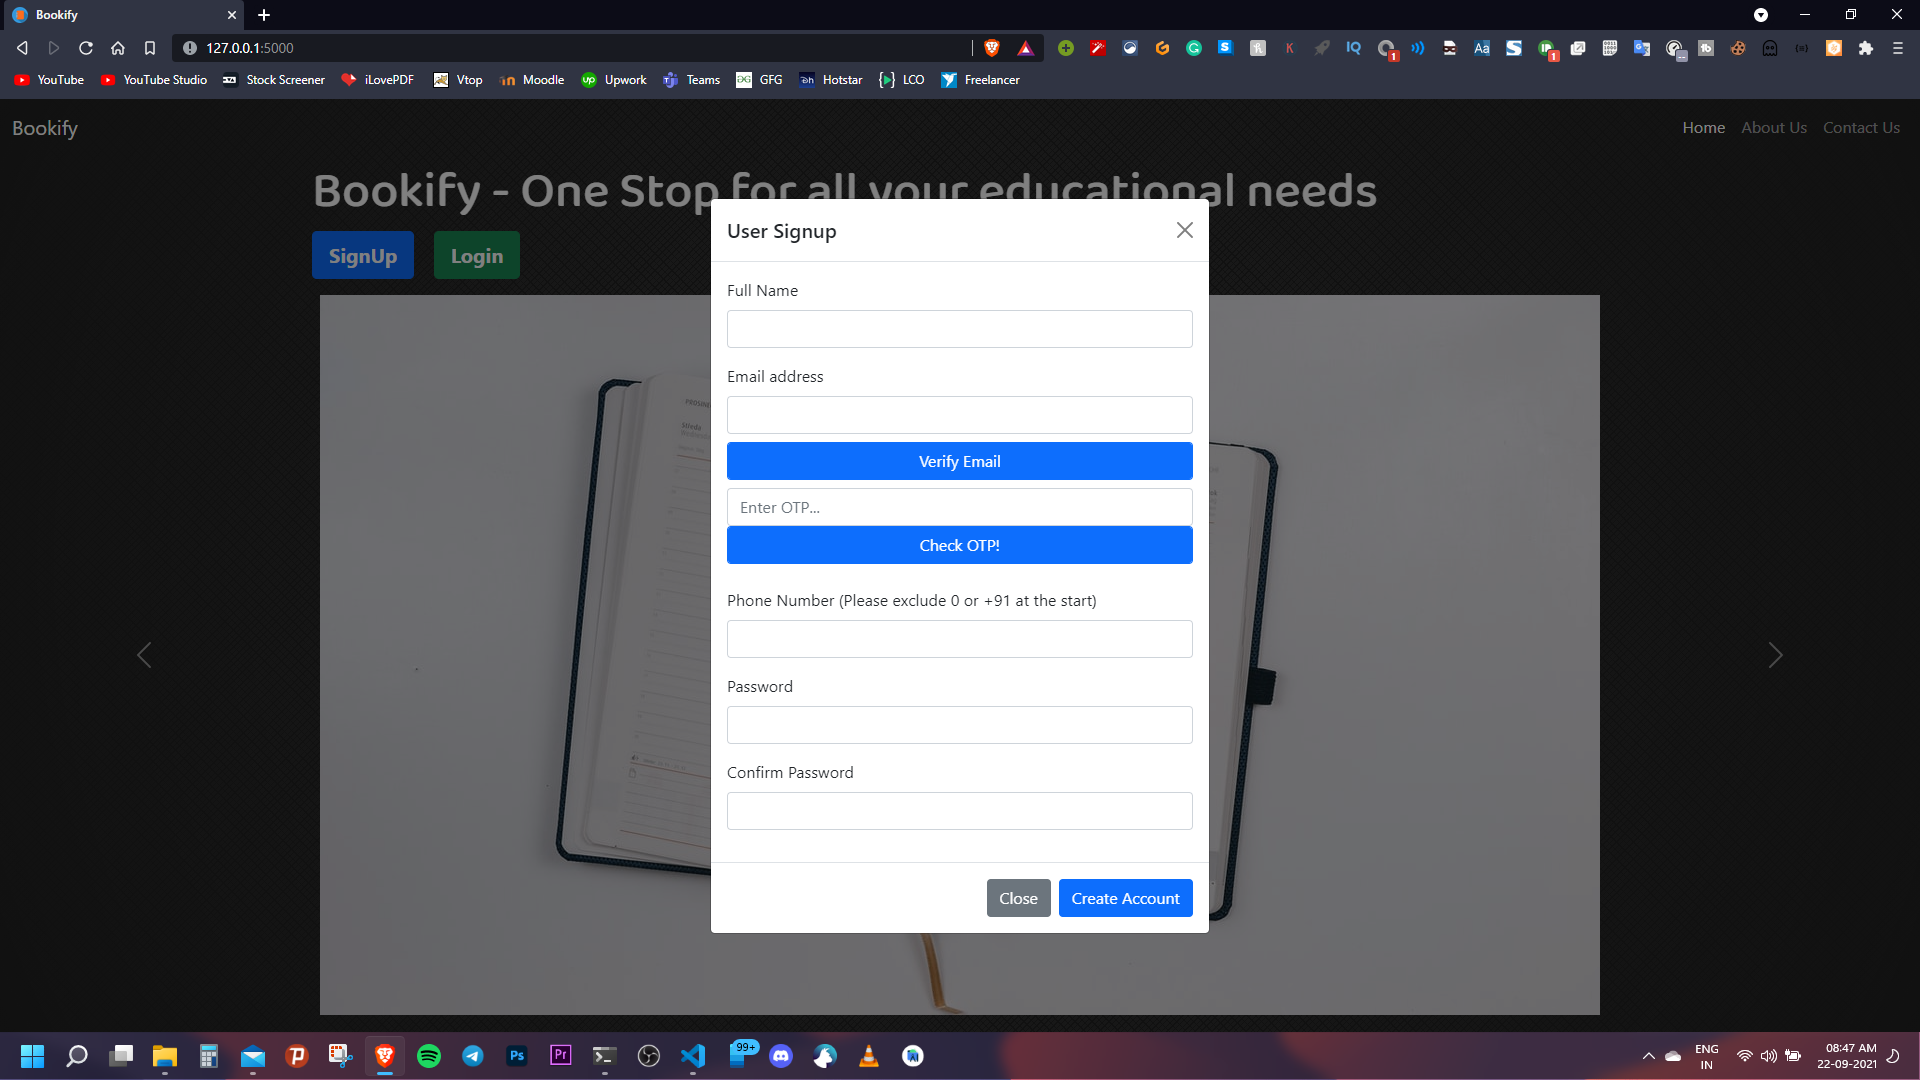 Bookify
127.0.0.1:5000
YouTube
YouTube Studio
Stock Screener
iLovePDF
Vtop
Moodle
Upwork
Teams
GFG
Hotstar
LCO
Freelancer
Bookify
Home
About Us
Contact Us
Bookify - One Stop for all your educational needs
SignUp
Login
User Signup
Full Name
Email address
Verify Email
Enter OTP...
Check OTP!
Phone Number (Please exclude 0 or +91 at the start)
Password
Confirm Password
Close
Create Account
99+
ENG
IN
08:47 AM
22-09-2021